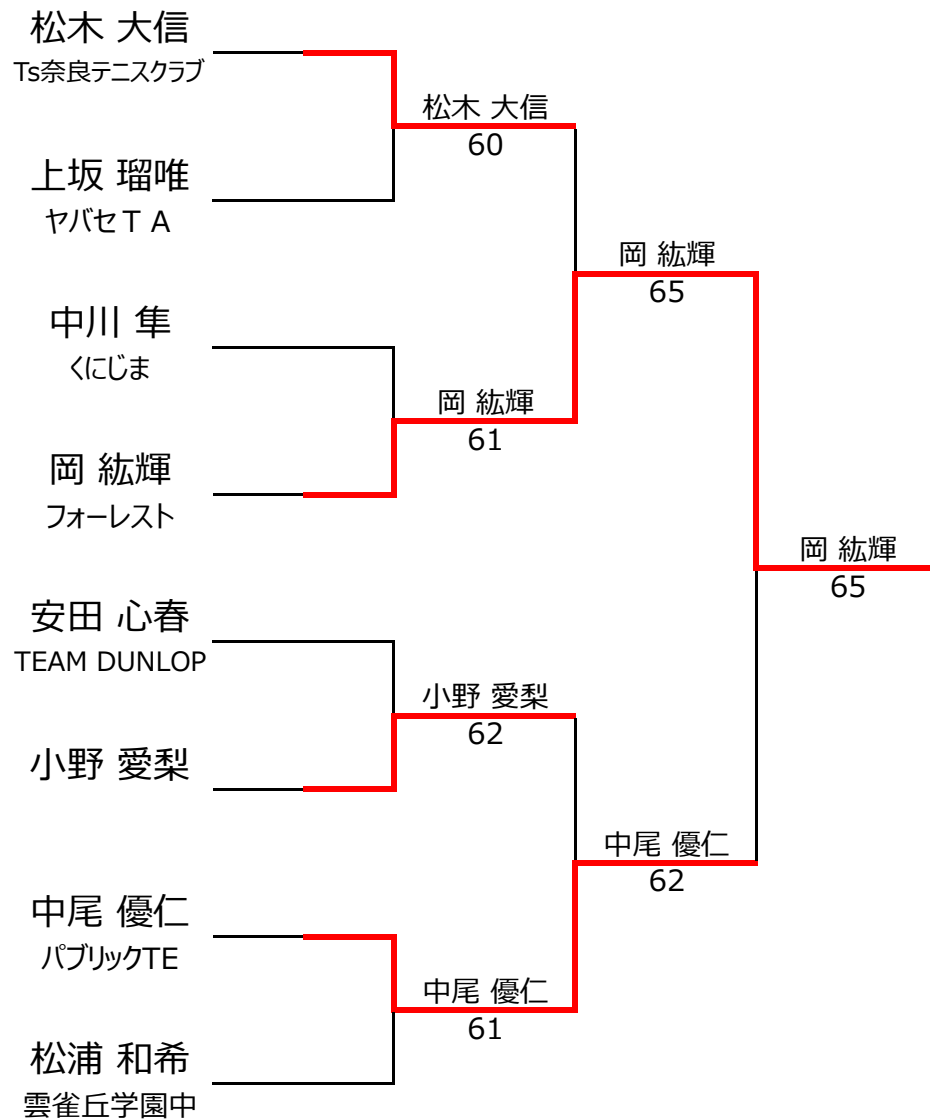 松木 大信
Ts奈良テニスクラブ
松木 大信
60
上坂 瑠唯
ヤバセＴＡ
岡 紘輝
65
中川 隼
くにじま
岡 紘輝
61
岡 紘輝
フォーレスト
岡 紘輝
65
安田 心春
TEAM DUNLOP
小野 愛梨
62
小野 愛梨
中尾 優仁
62
中尾 優仁
パブリックTE
中尾 優仁
61
松浦 和希
雲雀丘学園中